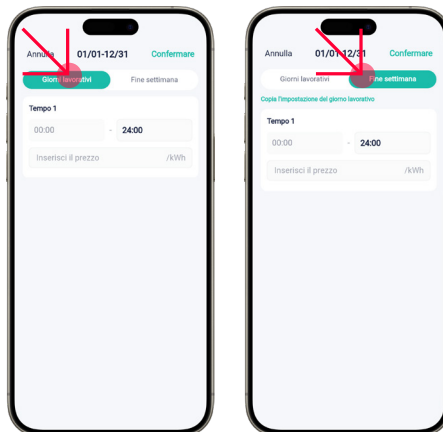 Annulla 01/01-12/31 Confermare
Giorni lavorativi Fine settimana
Tempo 1
00:00 - 24:00
Inserisci il prezzo /kWh
Annulla 01/01-12/31 Confermare
Giorni lavorativi Fine settimana
Copia l'impostazione del giorno lavorativo
Tempo 1
00:00 - 24:00
Inserisci il prezzo /kWh